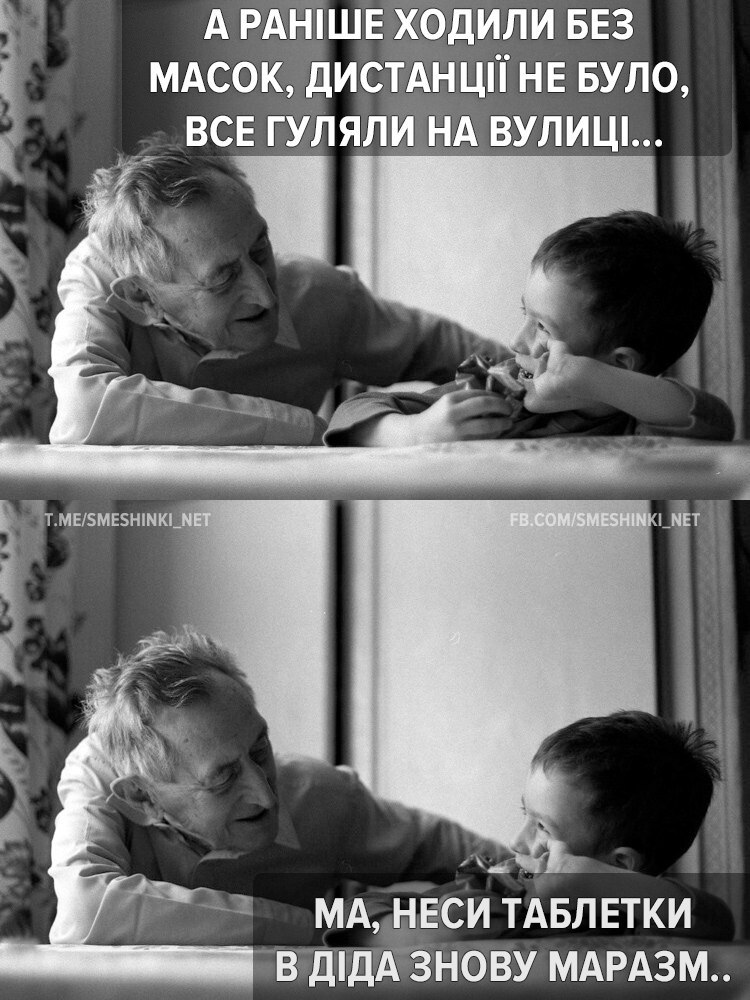 А РАНІШЕ ХОДИЛИ БЕЗ
МАСОК, ДИСТАНЦІЇ НЕ БУЛО,
ВСЕ ГУЛЯЛИ НА ВУЛИЦІ...
T.ME/SMESHINKI_NET
FB.COM/SMESHINKI_NET
МА, НЕСИ ТАБЛЕТКИ
В ДІДА ЗНОВУ МАРАЗМ..